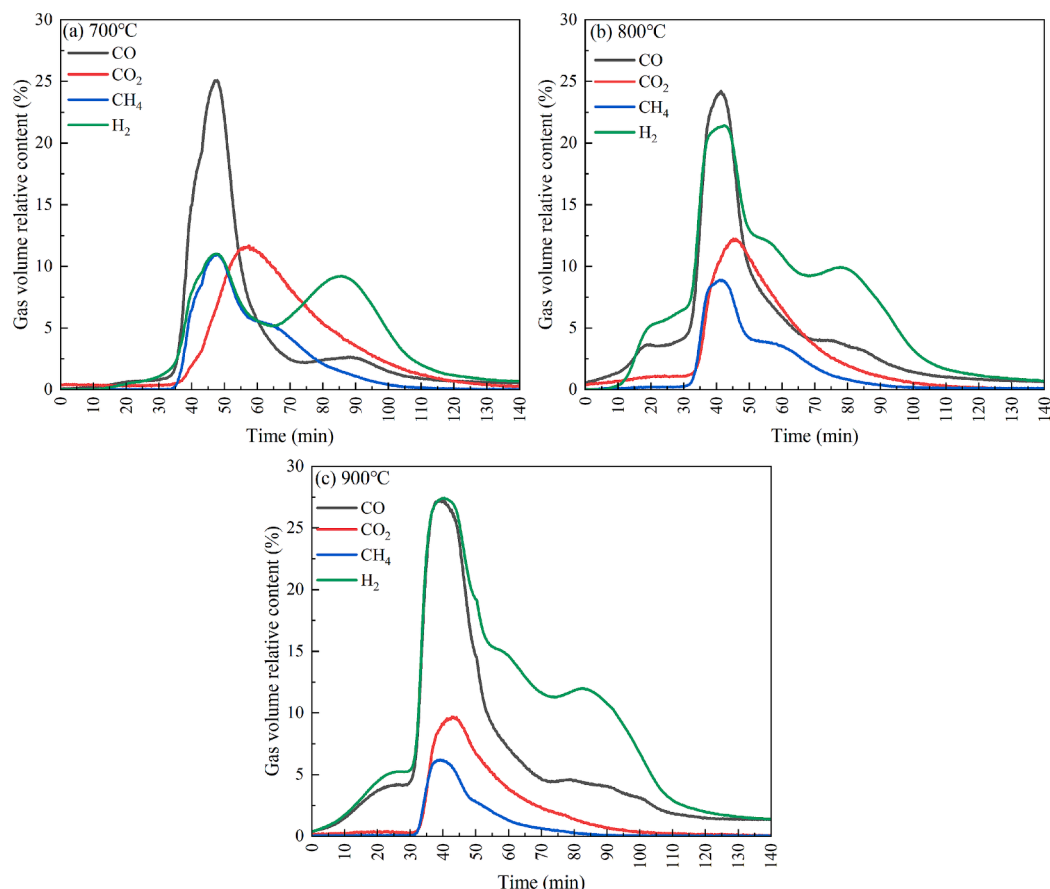 (a) 700°C
CO
CO₂
CH₄
H₂
Gas volume relative content (%)
30
25
20
15
10
5
0
0 10 20 30 40 50 60 70 80 90 100 110 120 130 140
Time (min)
(b) 800°C
CO
CO₂
CH₄
H₂
Gas volume relative content (%)
30
25
20
15
10
5
0
0 10 20 30 40 50 60 70 80 90 100 110 120 130 140
Time (min)
(c) 900°C
CO
CO₂
CH₄
H₂
Gas volume relative content (%)
30
25
20
15
10
5
0
0 10 20 30 40 50 60 70 80 90 100 110 120 130 140
Time (min)